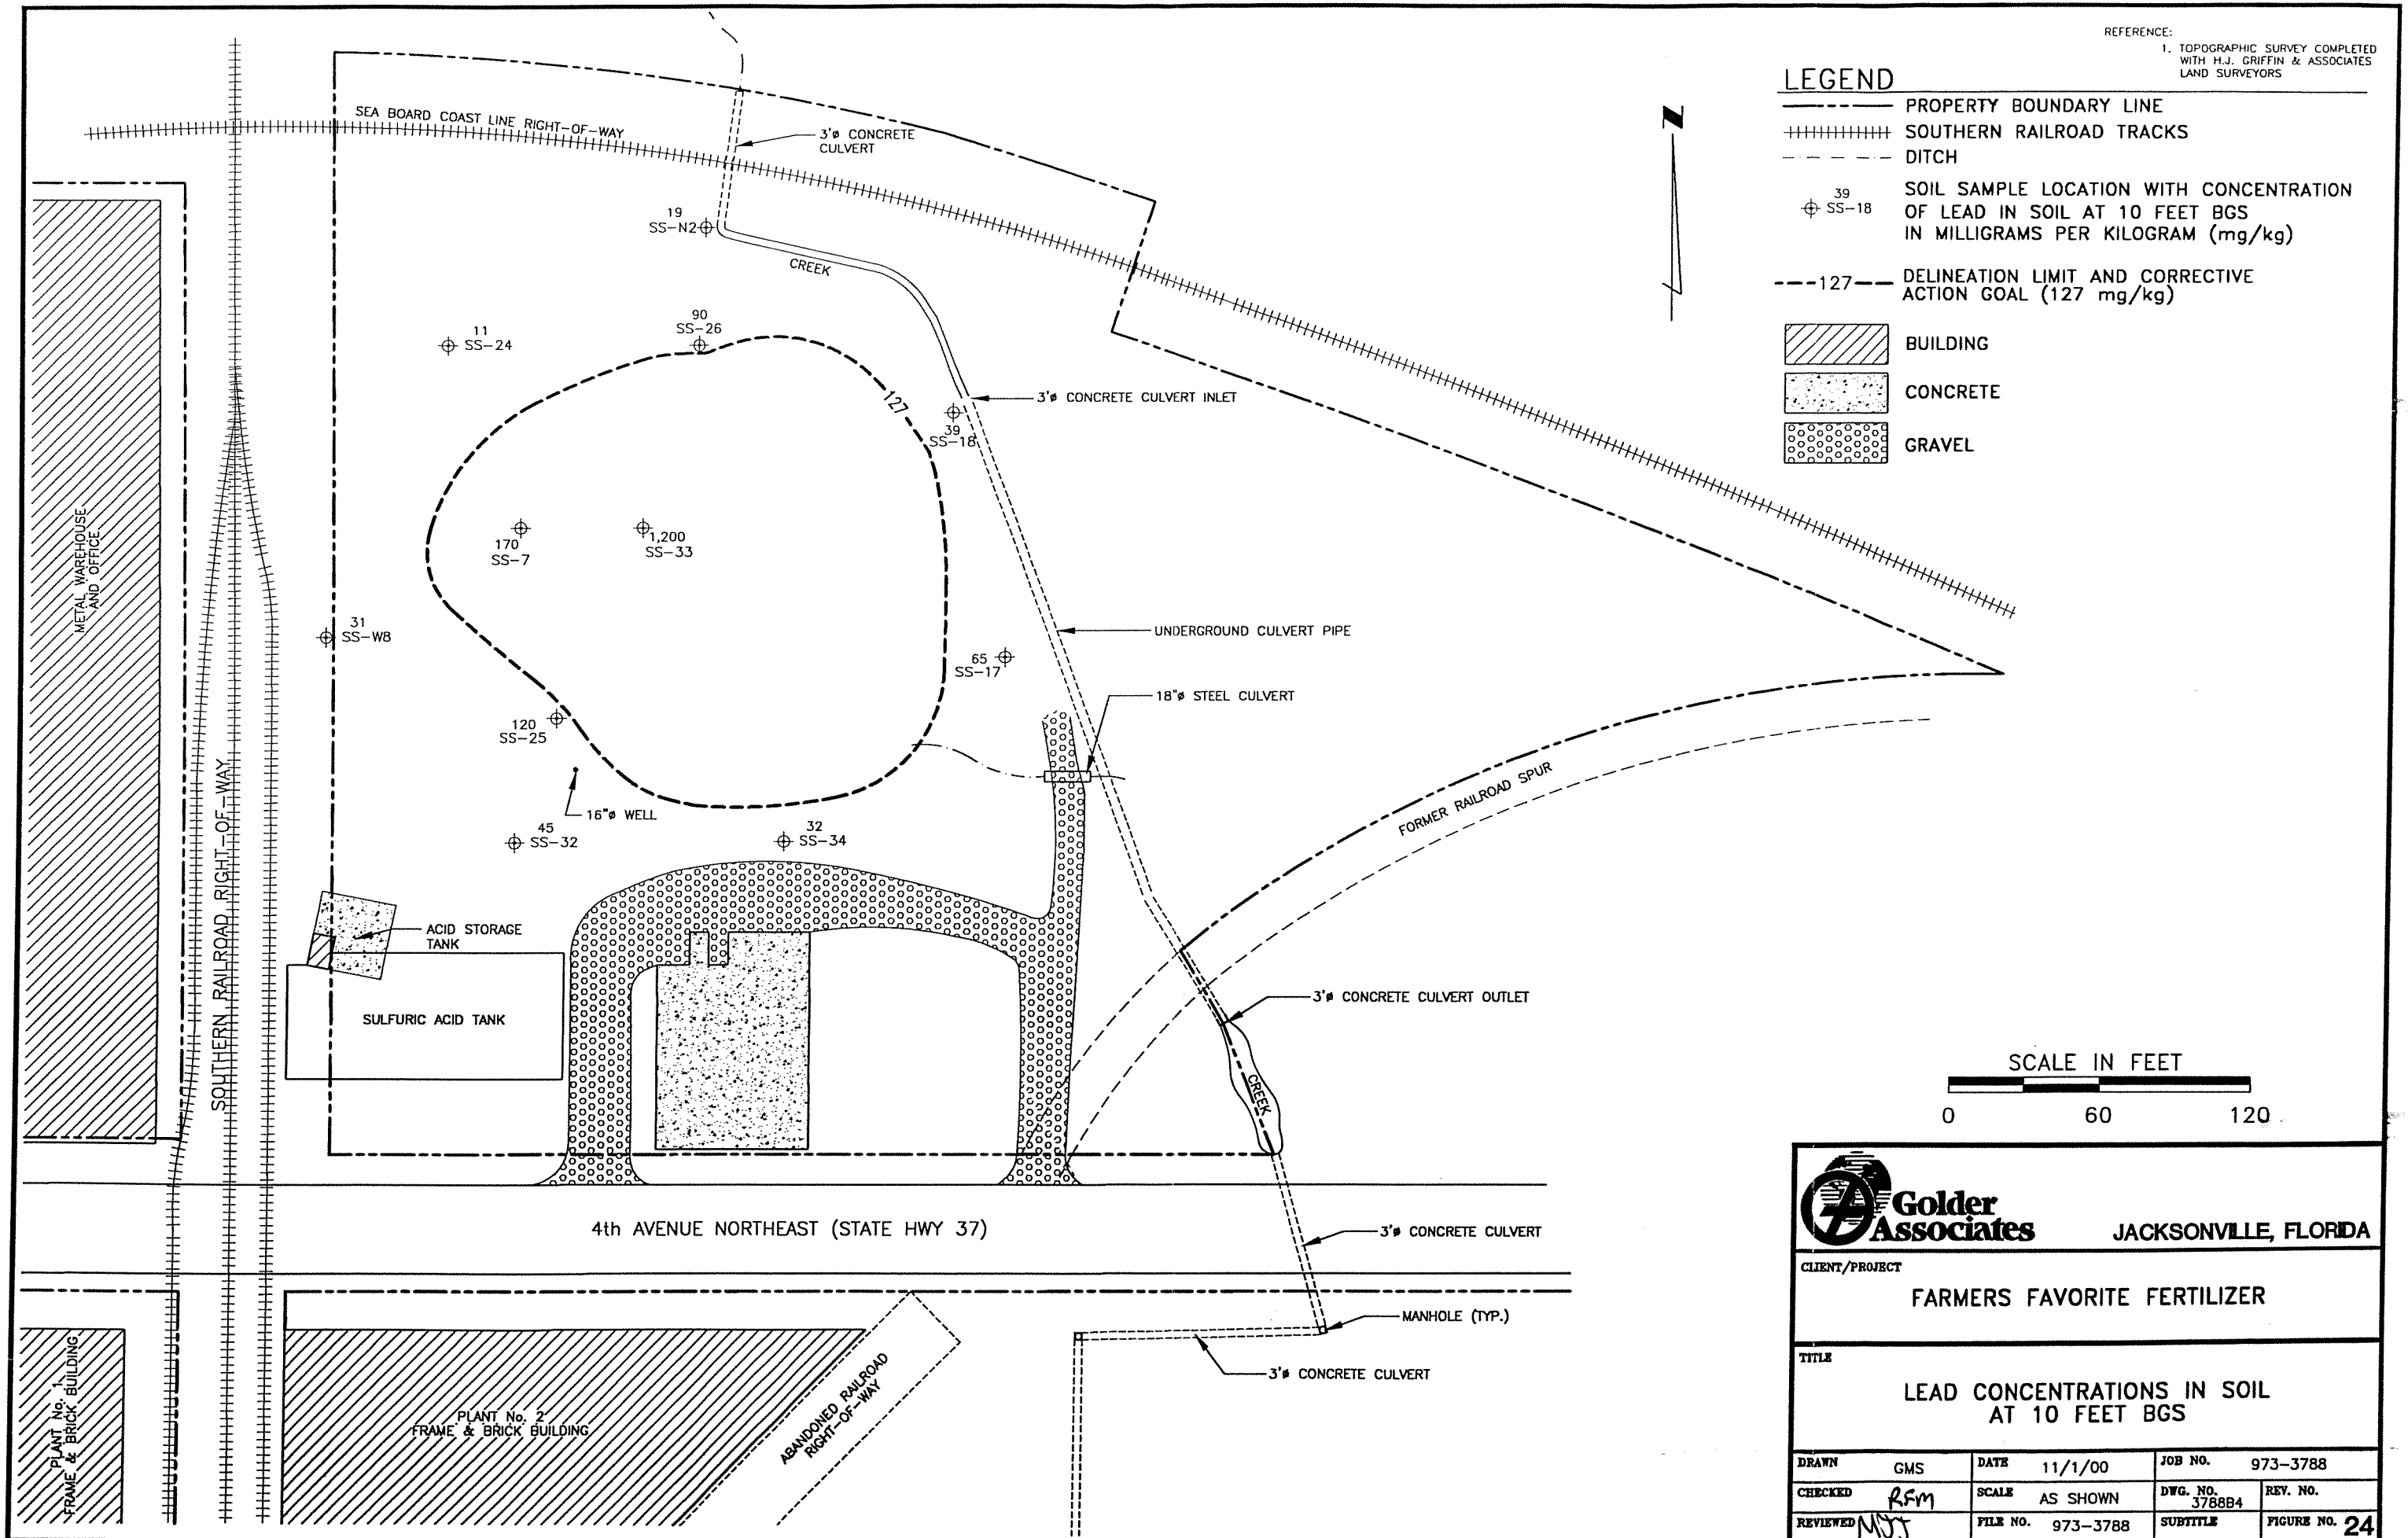 REFERENCE:
1. TOPOGRAPHIC SURVEY COMPLETED
WITH H.J. GRIFFIN & ASSOCIATES
LAND SURVEYORS
LEGEND
PROPERTY BOUNDARY LINE
SOUTHERN RAILROAD TRACKS
DITCH
39
SS-18
SOIL SAMPLE LOCATION WITH CONCENTRATION
OF LEAD IN SOIL AT 10 FEET BGS
IN MILLIGRAMS PER KILOGRAM (mg/kg)
127
DELINEATION LIMIT AND CORRECTIVE
ACTION GOAL (127 mg/kg)
BUILDING
CONCRETE
GRAVEL
N
SEA BOARD COAST LINE RIGHT-OF-WAY
3'ø CONCRETE
CULVERT
19
SS-N2
CREEK
11
SS-24
90
SS-26
127
3'ø CONCRETE CULVERT INLET
39
SS-18
METAL WAREHOUSE
AND OFFICE
170
SS-7
1,200
SS-33
31
SS-W8
UNDERGROUND CULVERT PIPE
65
SS-17
18"ø STEEL CULVERT
120
SS-25
16"ø WELL
45
SS-32
32
SS-34
FORMER RAILROAD SPUR
SOUTHERN RAILROAD RIGHT-OF-WAY
ACID STORAGE
TANK
SULFURIC ACID TANK
3'ø CONCRETE CULVERT OUTLET
CREEK
SCALE IN FEET
0 60 120
4th AVENUE NORTHEAST (STATE HWY 37)
3'ø CONCRETE CULVERT
MANHOLE (TYP.)
3'ø CONCRETE CULVERT
PLANT No. 1
FRAME & BRICK BUILDING
PLANT No. 2
FRAME & BRICK BUILDING
ABANDONED RAILROAD
RIGHT-OF-WAY
Golder
Associates
JACKSONVILLE, FLORIDA
CLIENT/PROJECT
FARMERS FAVORITE FERTILIZER
TITLE
LEAD CONCENTRATIONS IN SOIL
AT 10 FEET BGS
DRAWN GMS DATE 11/1/00 JOB NO. 973-3788
CHECKED RFM SCALE AS SHOWN DWG. NO. 3788B4 REV. NO.
REVIEWED FILE NO. 973-3788 SUBTITLE FIGURE NO. 24